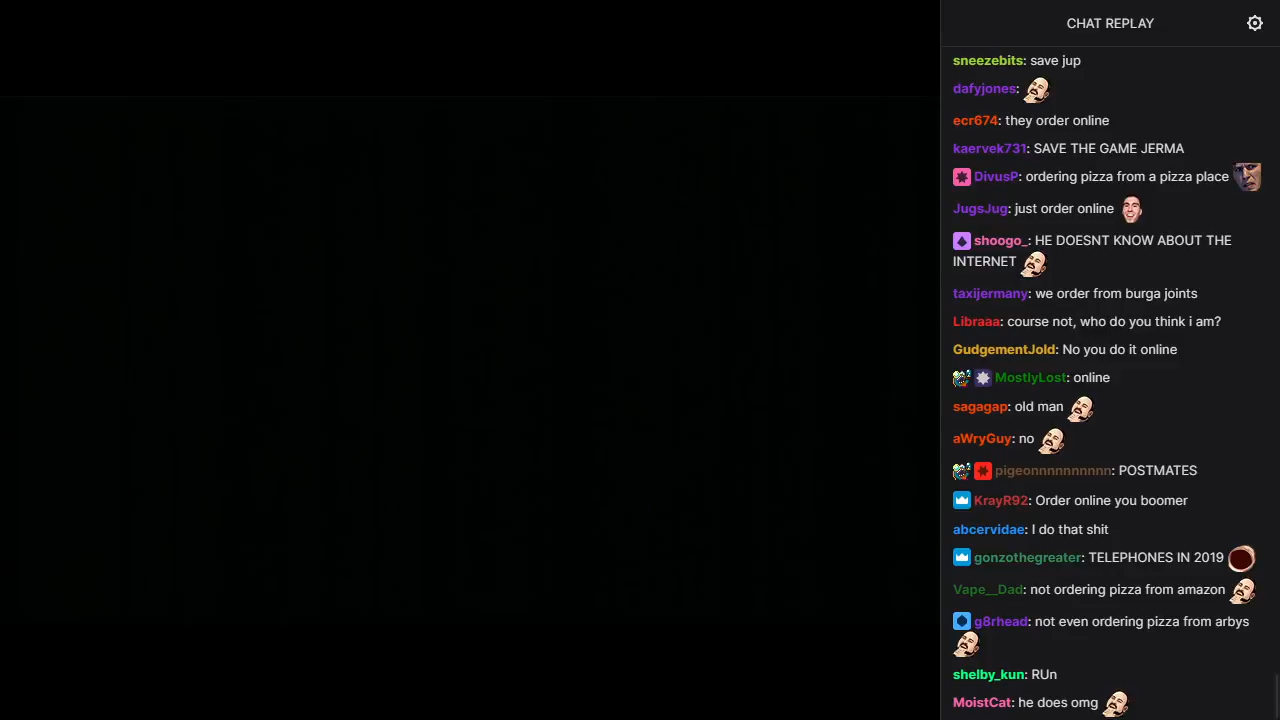 CHAT REPLAY
sneezebits: save jup
dafyjones:
ecr674: they order online
kaervek731: SAVE THE GAME JERMA
DivusP: ordering pizza from a pizza place
JugsJug: just order online
shoogo_: HE DOESNT KNOW ABOUT THE
INTERNET
taxijermany: we order from burga joints
Libraaa: course not, who do you think i am?
GudgementJold: No you do it online
MostlyLost: online
sagagap: old man
aWryGuy: no
pigeonnnnnnnnnn: POSTMATES
KrayR92: Order online you boomer
abcervidae: I do that shit
gonzothegreater: TELEPHONES IN 2019
Vape__Dad: not ordering pizza from amazon
g8rhead: not even ordering pizza from arbys
shelby_kun: RUn
MoistCat: he does omg